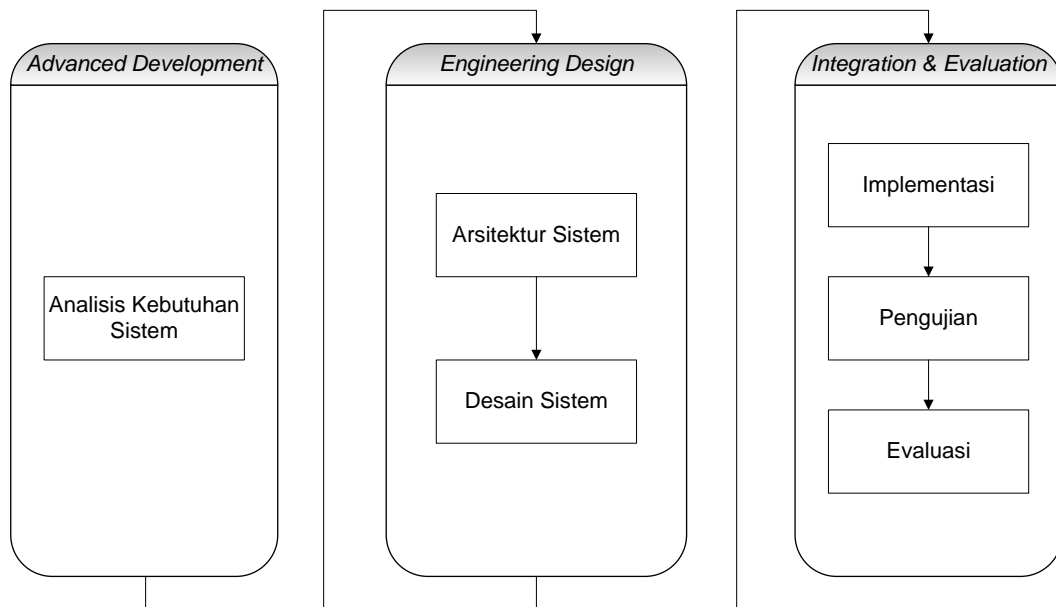 Advanced Development
Analisis Kebutuhan
Sistem
Engineering Design
Arsitektur Sistem
Desain Sistem
Integration & Evaluation
Implementasi
Pengujian
Evaluasi